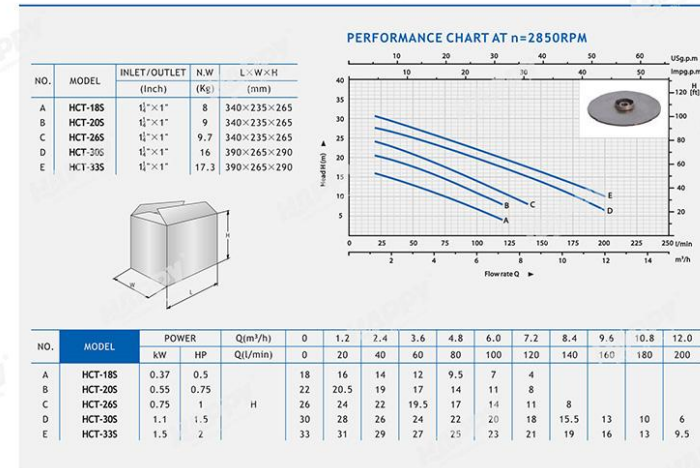 PERFORMANCE CHART AT n=2850RPM
NO. MODEL INLET/OUTLET N.W L×W×H
(Inch) (Kg) (mm)
A HCT-18S 1¼"×1" 8 340×235×265
B HCT-20S 1¼"×1" 9 340×235×265
C HCT-26S 1¼"×1" 9.7 340×235×265
D HCT-30S 1¼"×1" 16 390×265×290
E HCT-33S 1¼"×1" 17.3 390×265×290
H
W
L
10 20 30 40 50 60 USg.p.m
10 20 30 40 50 Impg.p.m
40 35 30 25 20 15 10 5
Head H(m)
H (ft)
120 100 80 60 40 20
A B C D E
0 25 50 75 100 125 150 175 200 225 250 l/min
2 4 6 8 10 12 14 m³/h
Flow rate Q
NO. MODEL POWER Q(m³/h) 0 1.2 2.4 3.6 4.8 6.0 7.2 8.4 9.6 10.8 12.0
kW HP Q(l/min) 0 20 40 60 80 100 120 140 160 180 200
A HCT-18S 0.37 0.5 18 16 14 12 9.5 7 4
B HCT-20S 0.55 0.75 22 20.5 19 17 14 11 8
C HCT-26S 0.75 1 H 26 24 22 19.5 17 14 11 8
D HCT-30S 1.1 1.5 30 28 26 24 22 20 18 15.5 13 10 6
E HCT-33S 1.5 2 33 31 29 27 25 23 21 19 16 13 9.5
HAPPY